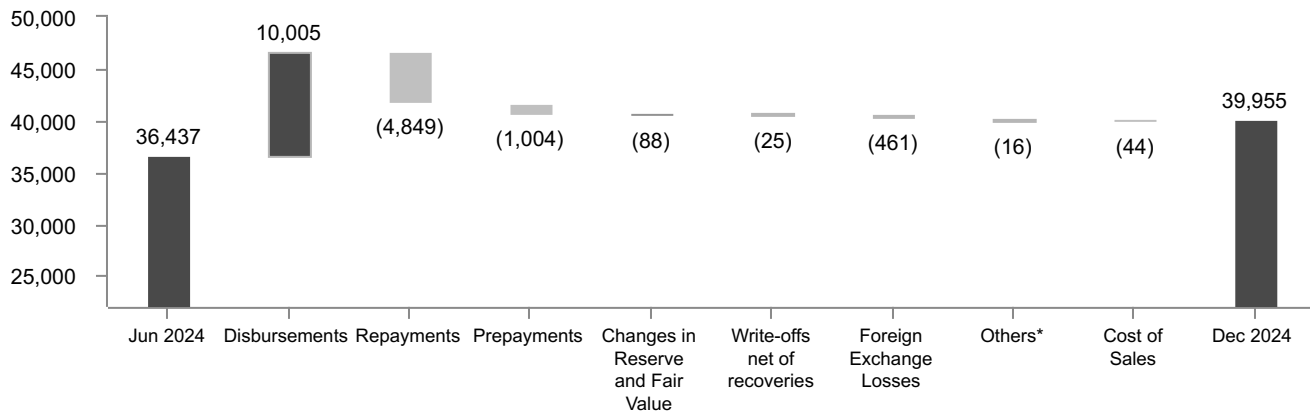 50,000
45,000
40,000
35,000
30,000
25,000
36,437
10,005
(4,849)
(1,004)
(88)
(25)
(461)
(16)
(44)
39,955
Jun 2024
Disbursements
Repayments
Prepayments
Changes in
Reserve
and Fair
Value
Write-offs
net of
recoveries
Foreign
Exchange
Losses
Others*
Cost of
Sales
Dec 2024